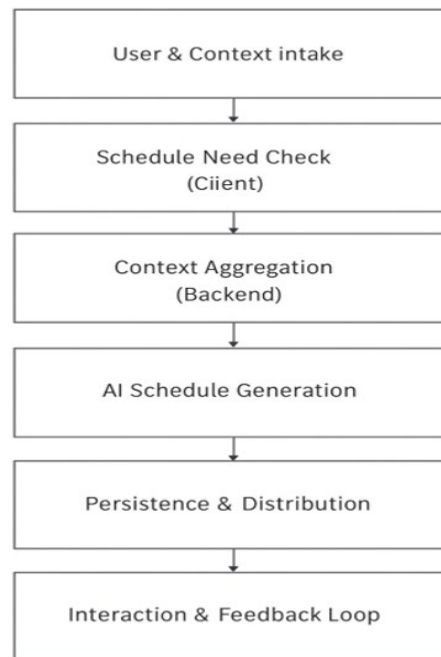 User & Context intake
Schedule Need Check
(Ciient)
Context Aggregation
(Backend)
AI Schedule Generation
Persistence & Distribution
Interaction & Feedback Loop